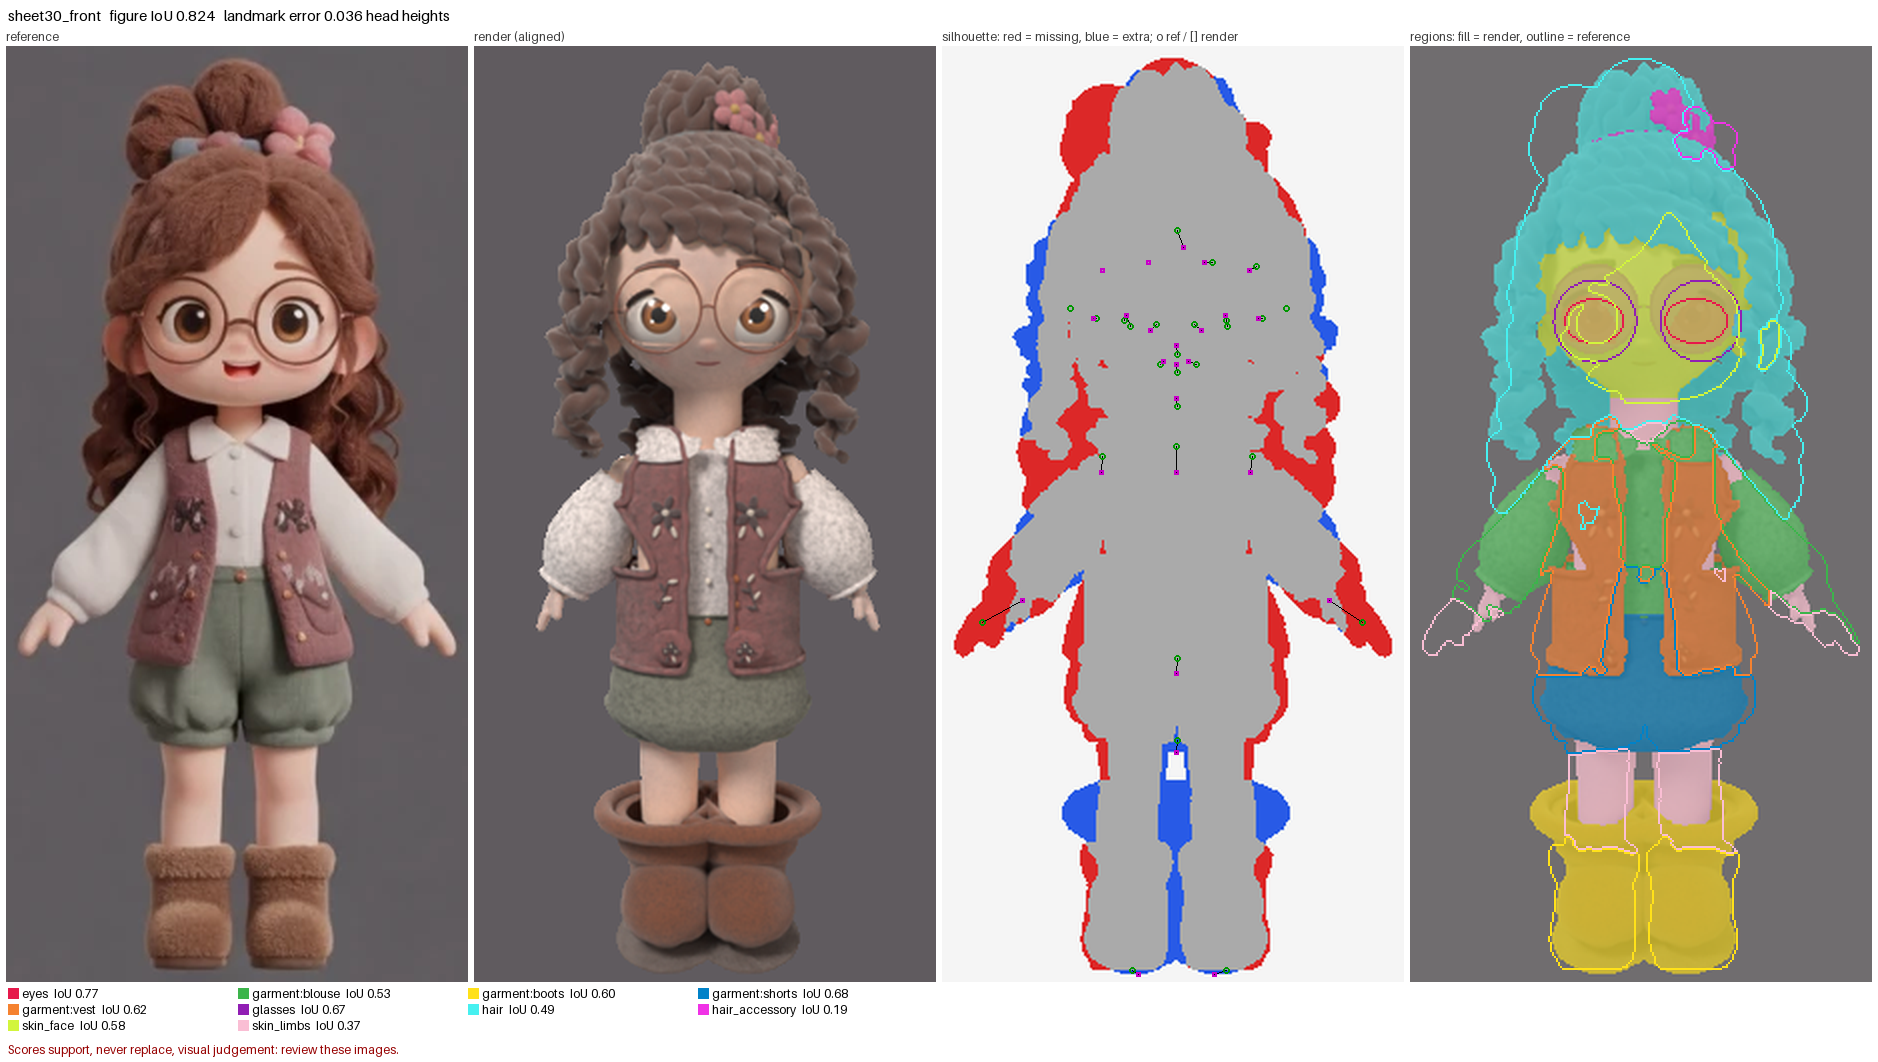 sheet30_front figure IoU 0.824 landmark error 0.036 head heights
reference
render (aligned)
silhouette: red = missing, blue = extra; o ref / [] render
regions: fill = render, outline = reference
eyes IoU 0.77
garment:blouse IoU 0.53
garment:boots IoU 0.60
garment:shorts IoU 0.68
garment:vest IoU 0.62
glasses IoU 0.67
hair IoU 0.49
hair_accessory IoU 0.19
skin_face IoU 0.58
skin_limbs IoU 0.37
Scores support, never replace, visual judgement: review these images.